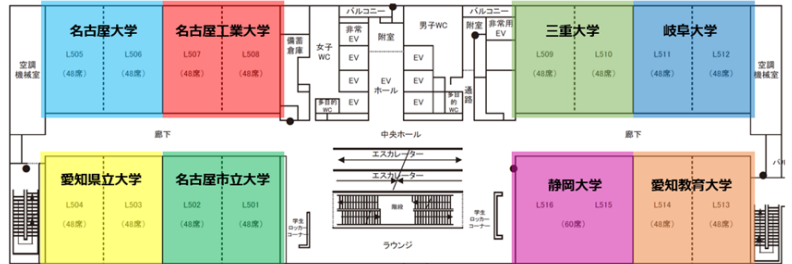 バルコニー
バルコニー
名古屋大学
名古屋工業大学
三重大学
岐阜大学
L505
L506
L507
L508
L509
L510
L511
L512
(48席)
(48席)
(48席)
(48席)
(48席)
(48席)
(48席)
(48席)
空調
機械室
備蓄
倉庫
女子
WC
非常
EV
附室
男子WC
附室
非常用
EV
空調
機械室
EV
EV
EV
EV
ホール
EV
EV
EV
多目的
WC
多目的
WC
通路
廊下
中央ホール
廊下
エスカレーター
エスカレーター
バル
愛知県立大学
名古屋市立大学
静岡大学
愛知教育大学
L504
L503
L502
L501
L516
L515
L514
L513
(48席)
(48席)
(48席)
(48席)
(60席)
(48席)
(48席)
階段
学生
ロッカー
コーナー
学生
ロッカー
コーナー
ラウンジ